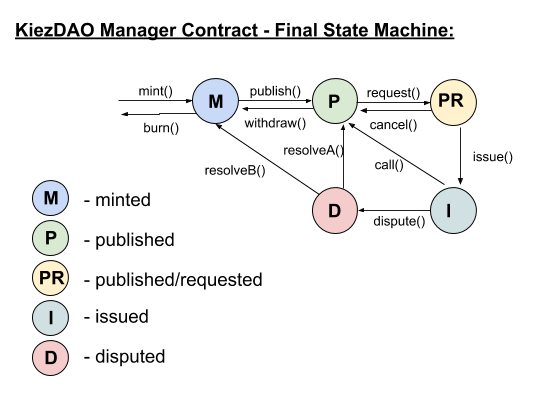 KiezDAO Manager Contract - Final State Machine:
mint()
publish()
request()
M
P
PR
burn()
withdraw()
cancel()
resolveA()
issue()
resolveB()
call()
D
I
dispute()
M - minted
P - published
PR - published/requested
I - issued
D - disputed